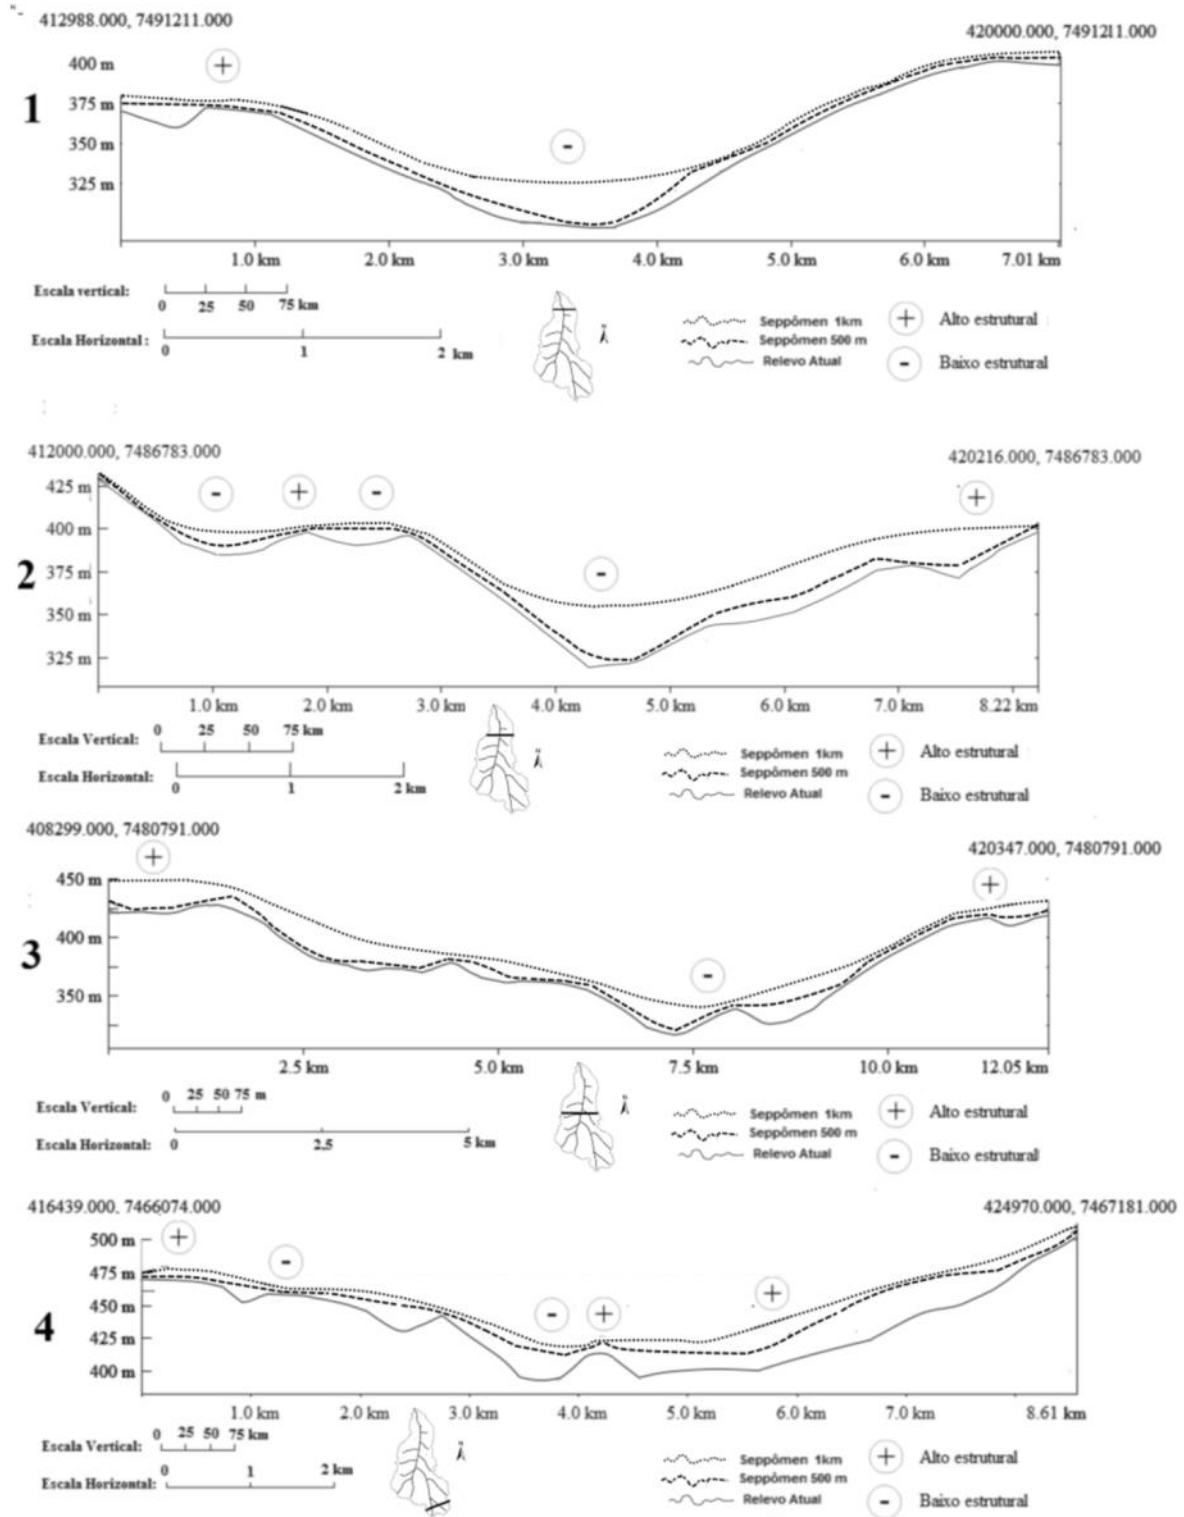 412988.000, 7491211.000
420000.000, 7491211.000
1
400 m
375 m
350 m
325 m
+
-
1.0 km 2.0 km 3.0 km 4.0 km 5.0 km 6.0 km 7.01 km
Escala vertical: 0 25 50 75 km
Escala Horizontal : 0 1 2 km
N
Seppômen 1km
Seppômen 500 m
Relevo Atual
+ Alto estrutural
- Baixo estrutural
412000.000, 7486783.000
420216.000, 7486783.000
2
425 m
400 m
375 m
350 m
325 m
- + - - +
1.0 km 2.0 km 3.0 km 4.0 km 5.0 km 6.0 km 7.0 km 8.22 km
Escala Vertical: 0 25 50 75 km
Escala Horizontal: 0 1 2 km
N
Seppômen 1km
Seppômen 500 m
Relevo Atual
+ Alto estrutural
- Baixo estrutural
408299.000, 7480791.000
420347.000, 7480791.000
3
450 m
400 m
350 m
+ - +
2.5 km 5.0 km 7.5 km 10.0 km 12.05 km
Escala Vertical: 0 25 50 75 m
Escala Horizontal: 0 2.5 5 km
N
Seppômen 1km
Seppômen 500 m
Relevo Atual
+ Alto estrutural
- Baixo estrutural
416439.000, 7466074.000
424970.000, 7467181.000
4
500 m
475 m
450 m
425 m
400 m
+ - - + +
1.0 km 2.0 km 3.0 km 4.0 km 5.0 km 6.0 km 7.0 km 8.61 km
Escala Vertical: 0 25 50 75 km
Escala Horizontal: 0 1 2 km
N
Seppômen 1km
Seppômen 500 m
Relevo Atual
+ Alto estrutural
- Baixo estrutural